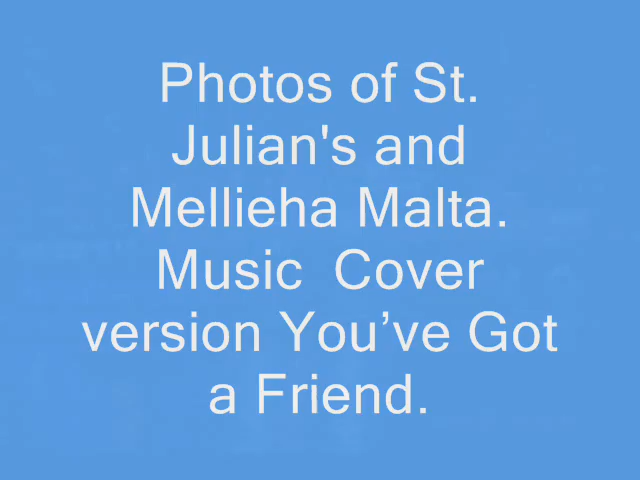 Photos of St.
Julian's and
Mellieha Malta.
Music  Cover
version You’ve Got
a Friend.